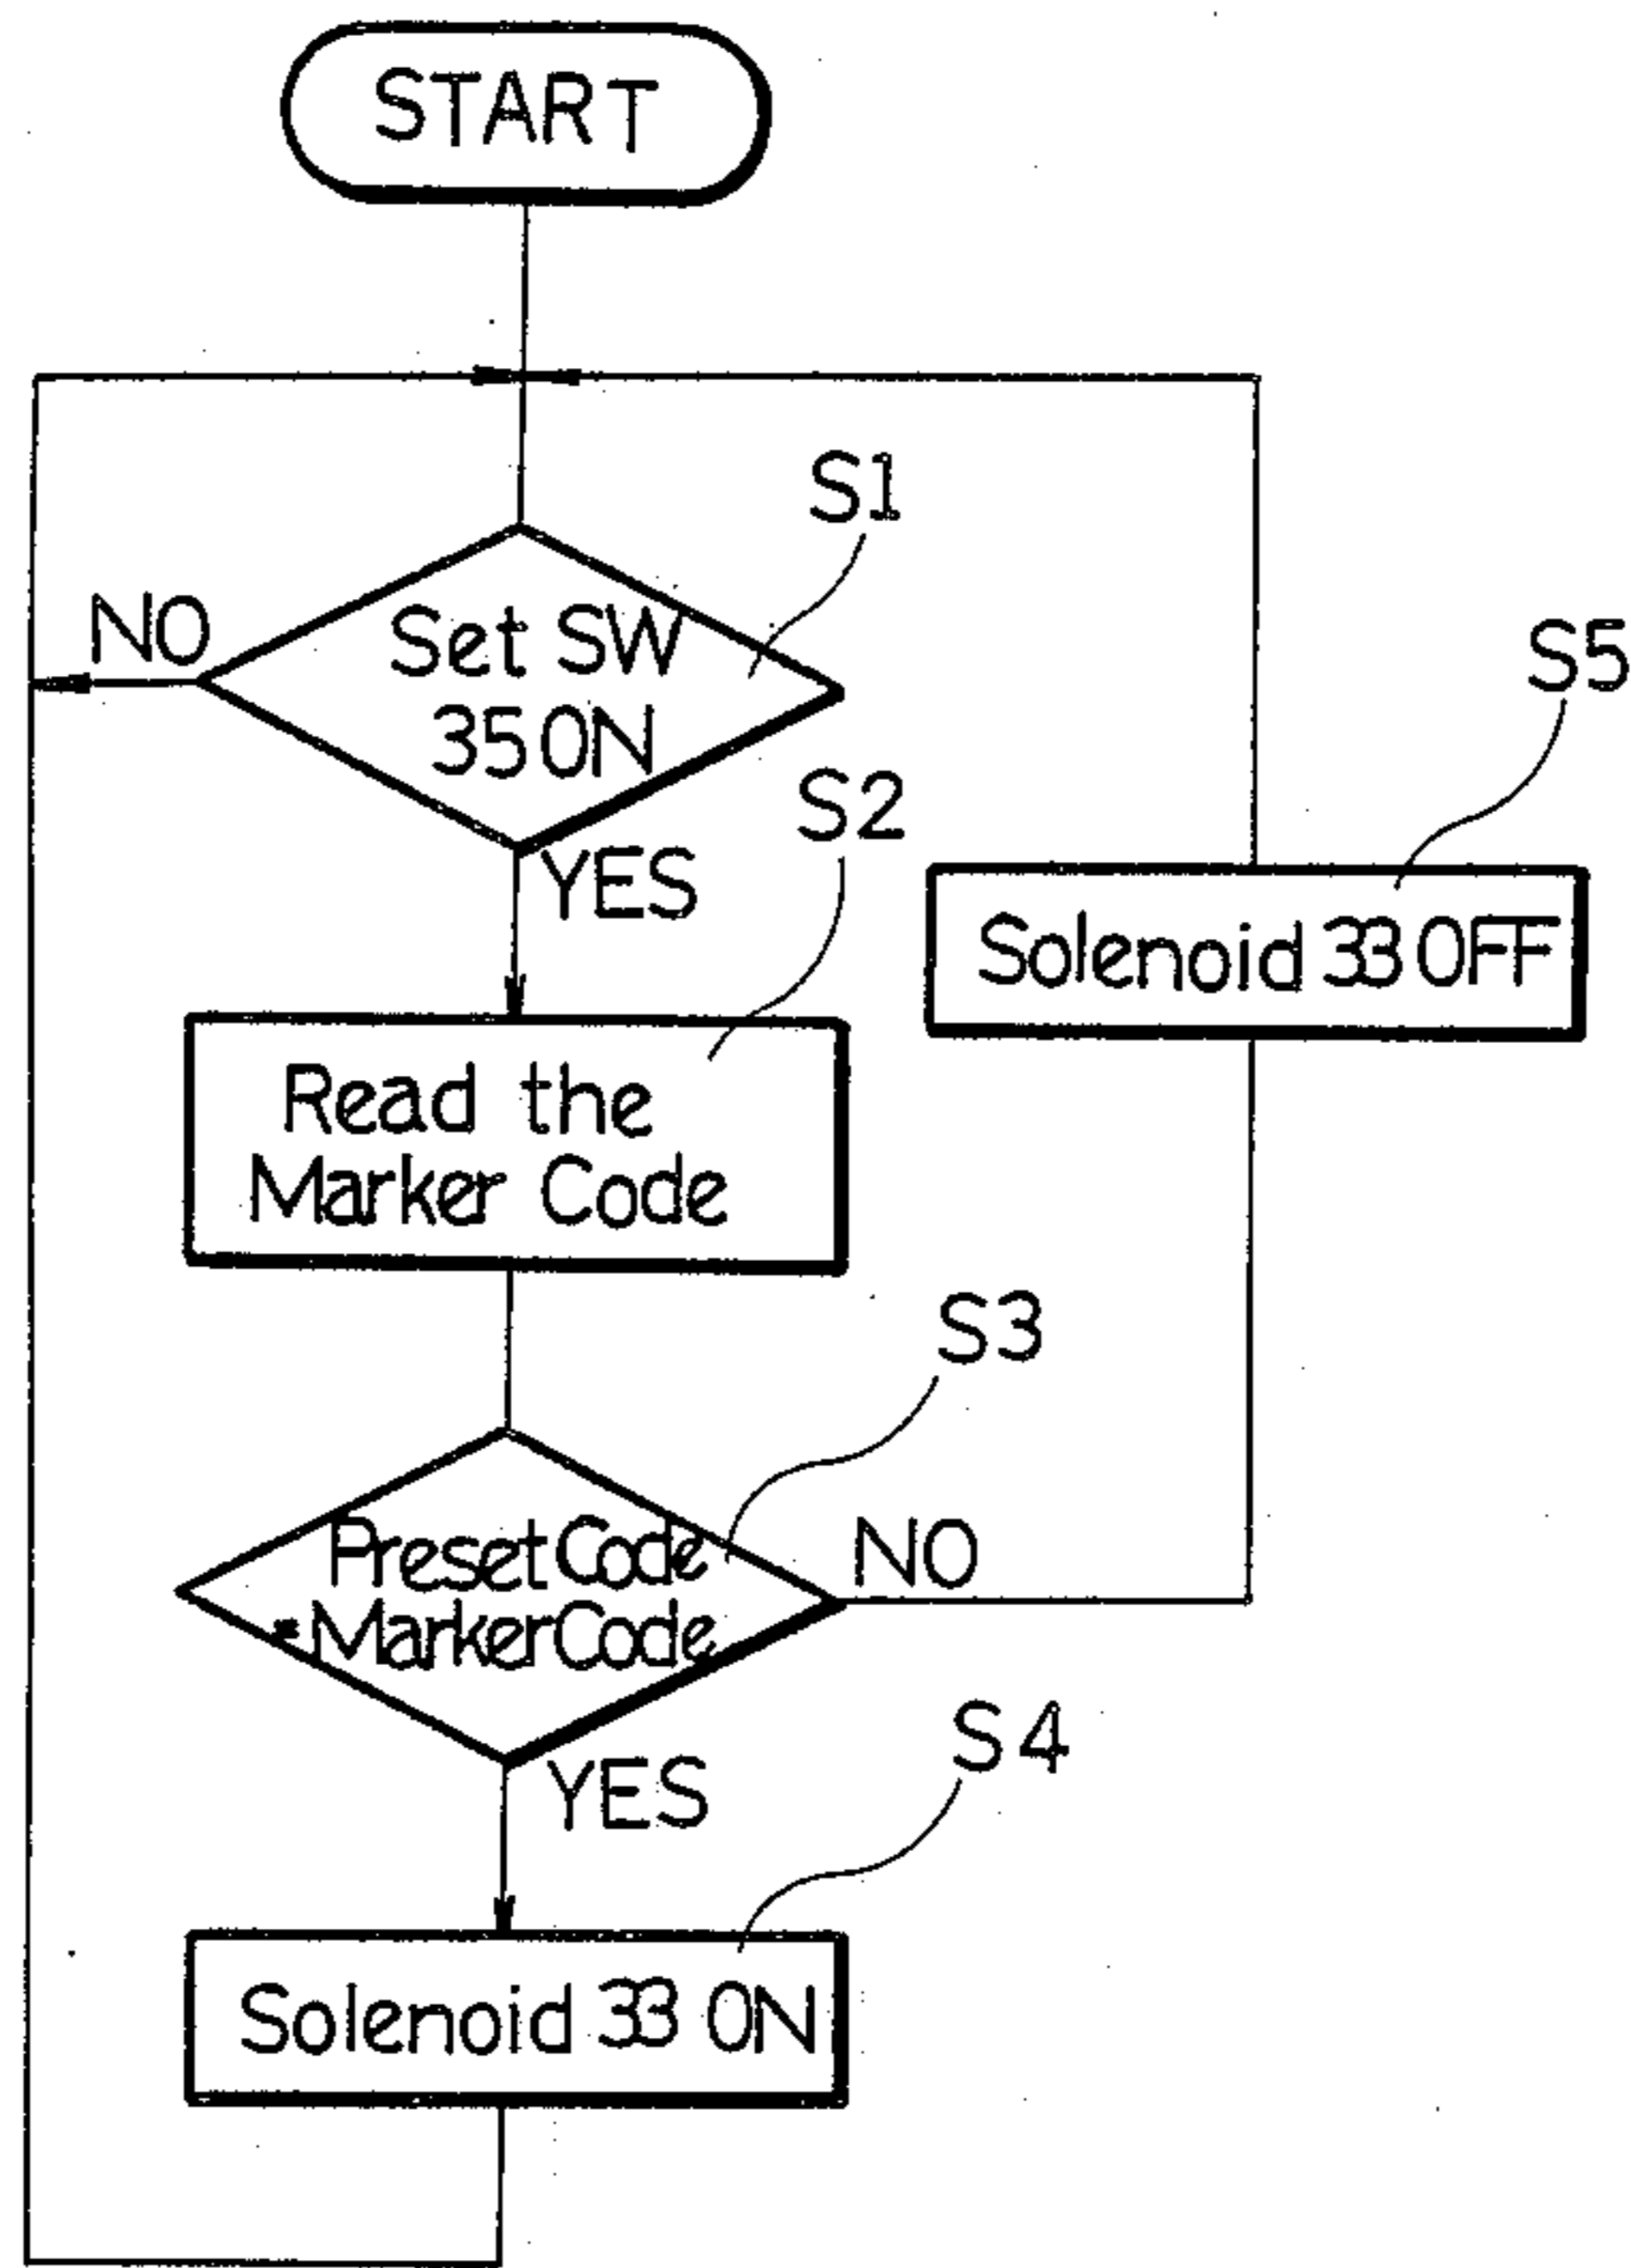 START
S1
NO
Set SW
35 ON
YES
S2
S5
Solenoid 33 OFF
Read the
Marker Code
S3
Preset Code
= Marker Code
NO
YES
S4
Solenoid 33 ON